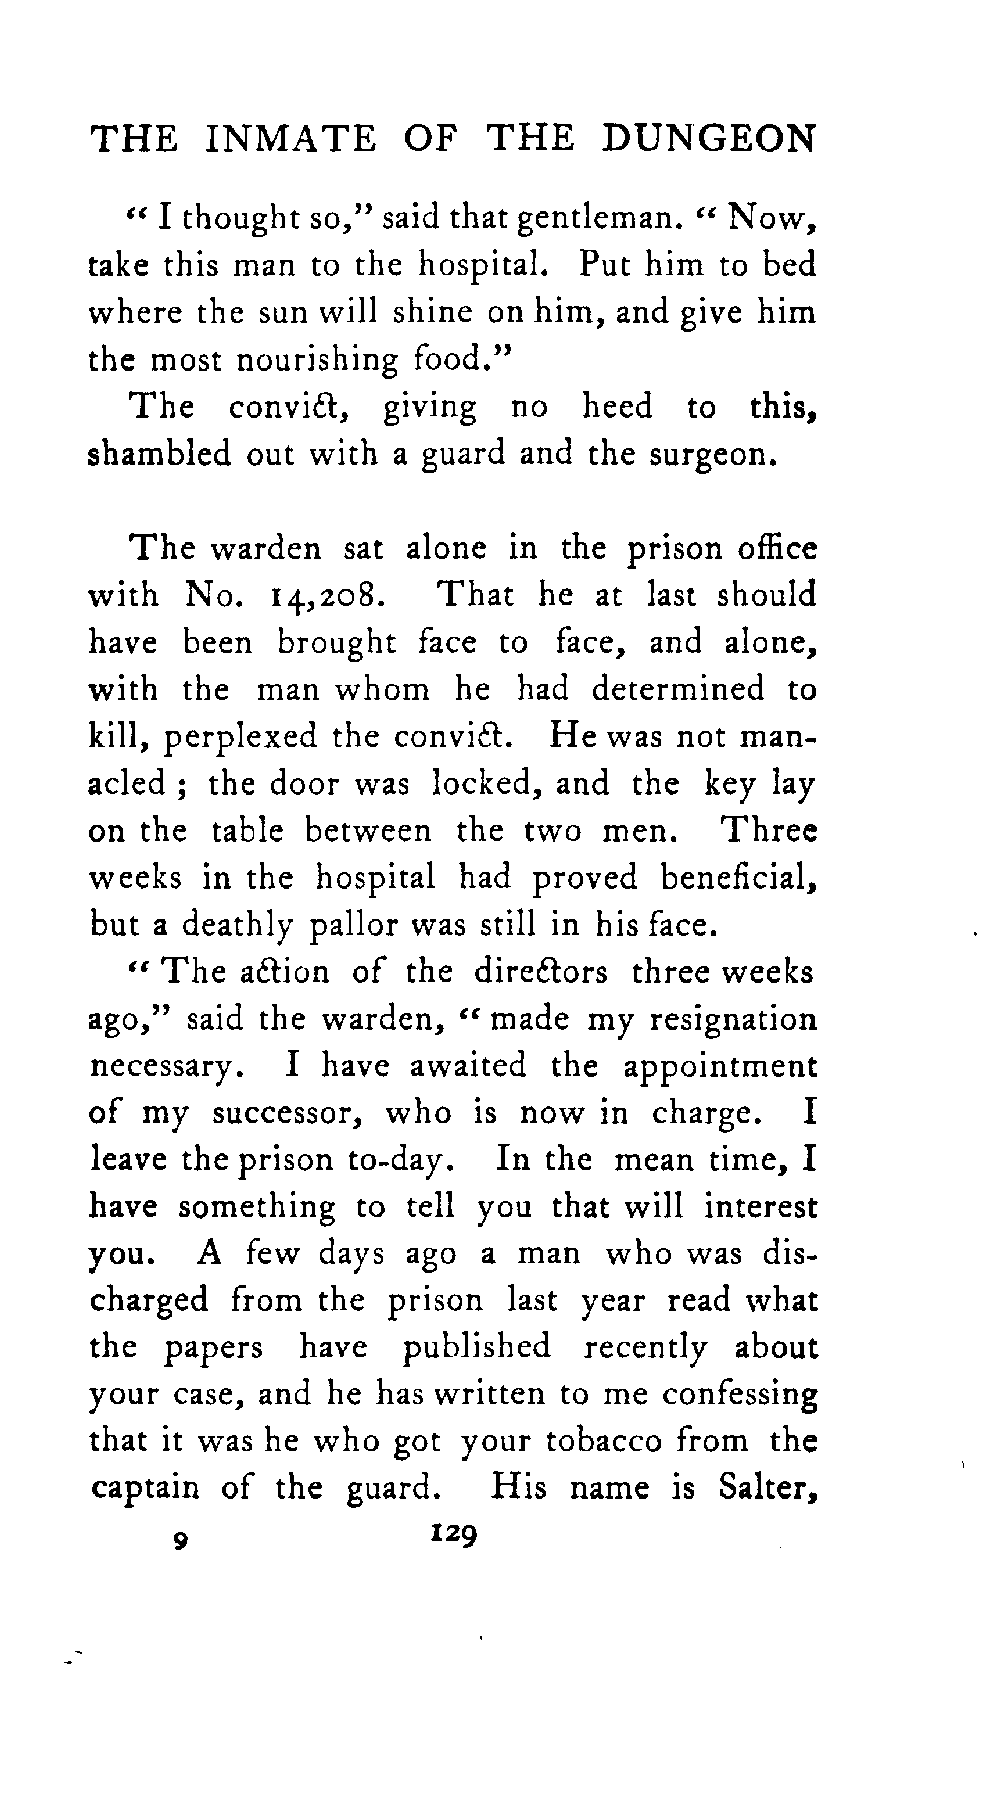 THE INMATE OF THE DUNGEON
“ I thought so,” said that gentleman. “ Now,
take this man to the hospital. Put him to bed
where the sun will shine on him, and give him
the most nourishing food.”
The convict, giving no heed to this,
shambled out with a guard and the surgeon.
The warden sat alone in the prison office
with No. 14,208. That he at last should
have been brought face to face, and alone,
with the man whom he had determined to
kill, perplexed the convict. He was not man-
acled ; the door was locked, and the key lay
on the table between the two men. Three
weeks in the hospital had proved beneficial,
but a deathly pallor was still in his face.
“ The action of the directors three weeks
ago,” said the warden, “ made my resignation
necessary. I have awaited the appointment
of my successor, who is now in charge. I
leave the prison to-day. In the mean time, I
have something to tell you that will interest
you. A few days ago a man who was dis-
charged from the prison last year read what
the papers have published recently about
your case, and he has written to me confessing
that it was he who got your tobacco from the
captain of the guard. His name is Salter,
9 129